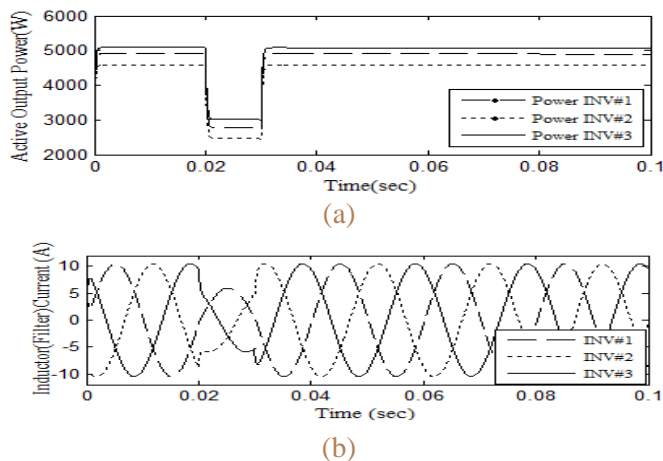 6000
5000
4000
3000
2000
Active Output Power(W)
Power INV#1
Power INV#2
Power INV#3
0 0.02 0.04 0.06 0.08 0.1
Time(sec)
(a)
10
5
0
-5
-10
Inductor(Filter)Current (A)
INV#1
INV#2
INV#3
0 0.02 0.04 0.06 0.08 0.1
Time (sec)
(b)